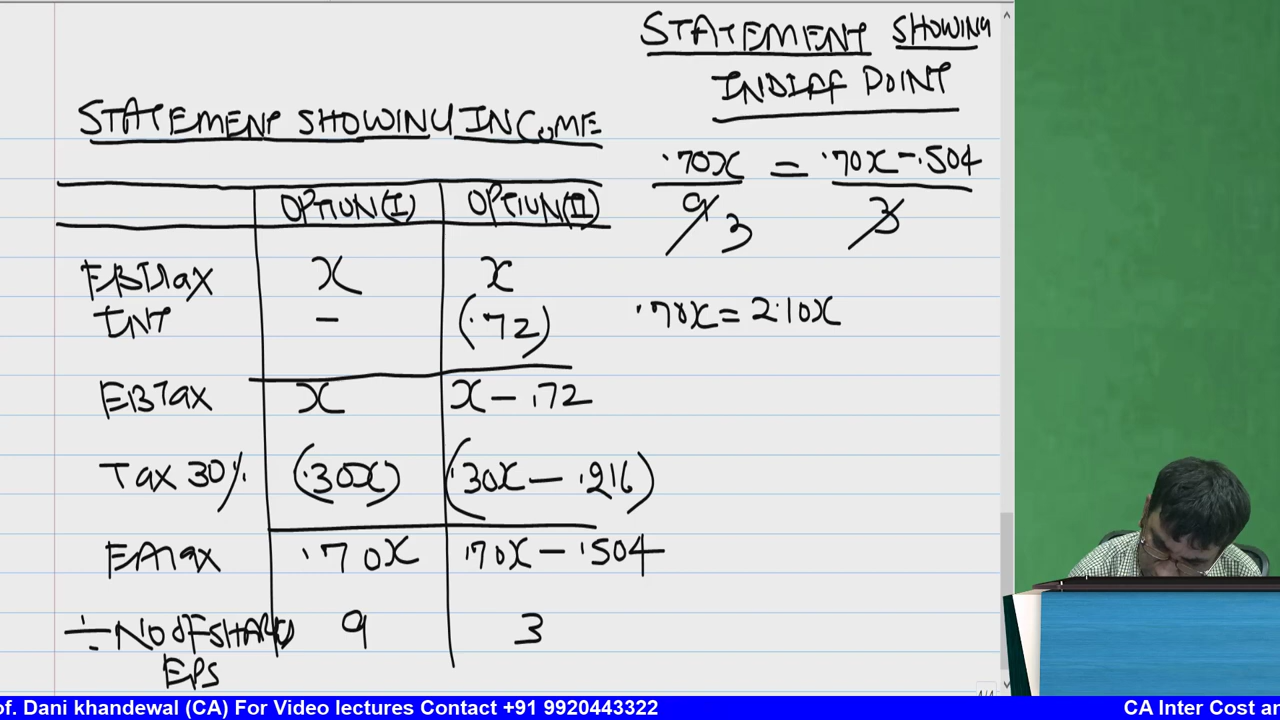 STATEMENT SHOWING
INDIFF POINT
STATEMENT SHOWING INCOME
OPTION(I) OPTION(II)
EBITax x x
INT - (.72)
EBTax x x-.72
Tax 30% (.30x) (.30x-.216)
EATax .70x .70x-.504
÷ NO OF SHARES 9 3
EPS
.70x = .70x-.504
9 3 3
.70x = 2.10x
of. Dani khandewal (CA) For Video lectures Contact +91 9920443322 CA Inter Cost an